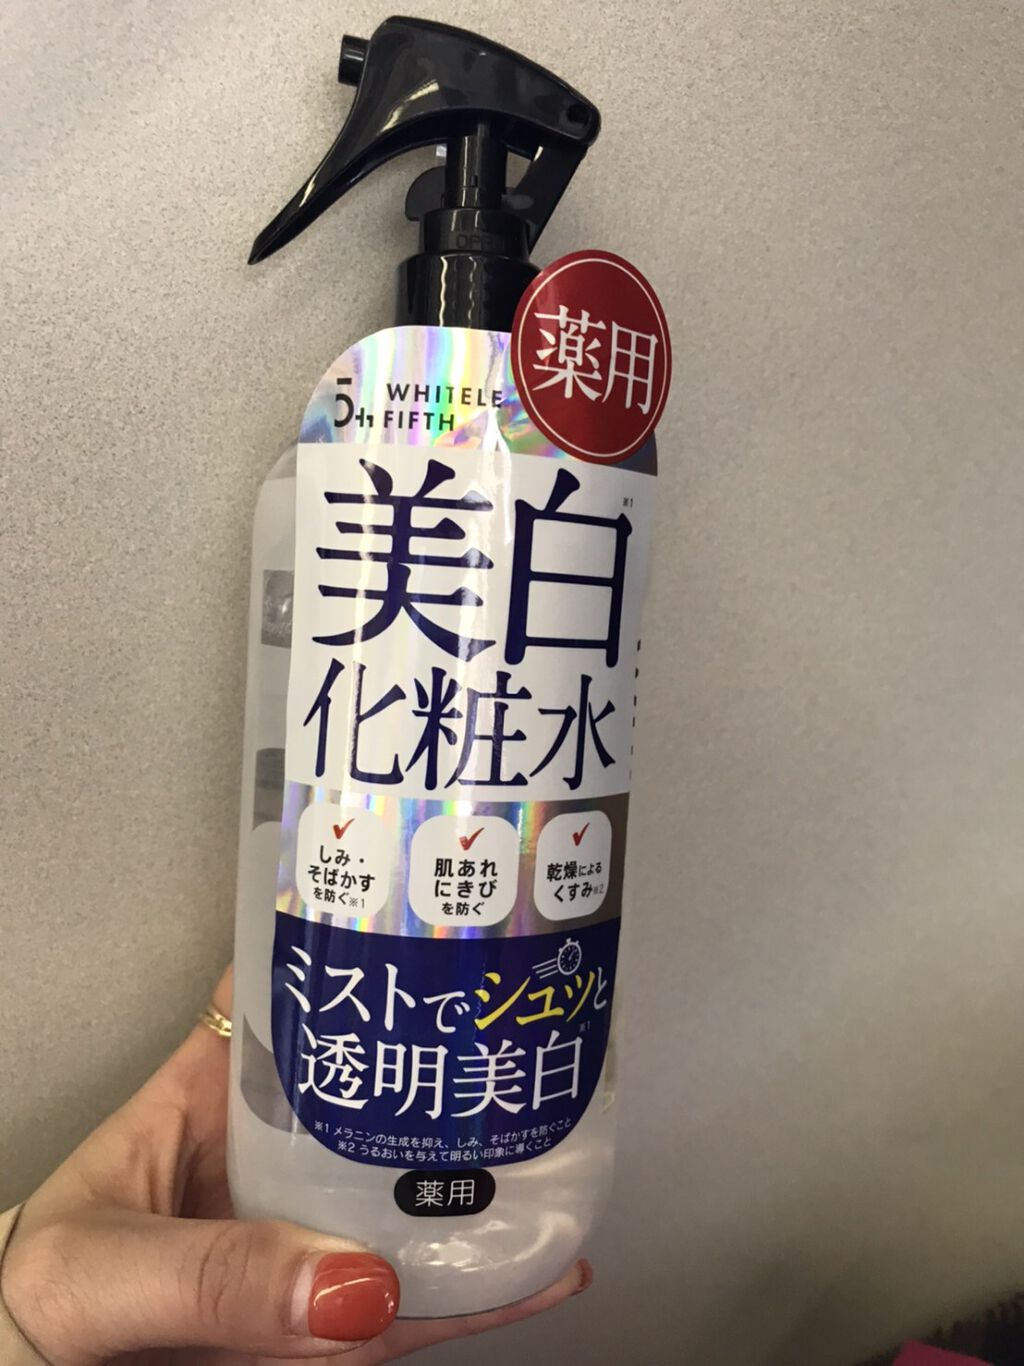 OPEN
薬用
5th
WHITELE
FIFTH
美白※1
化粧水
しみ・
そばかす
を防ぐ※1
肌あれ
にきび
を防ぐ
乾燥による
くすみ※2
ミストでシュッと
透明美白※1
※1 メラニンの生成を抑え、しみ、そばかすを防ぐこと
※2 うるおいを与えて明るい印象に導くこと
薬用